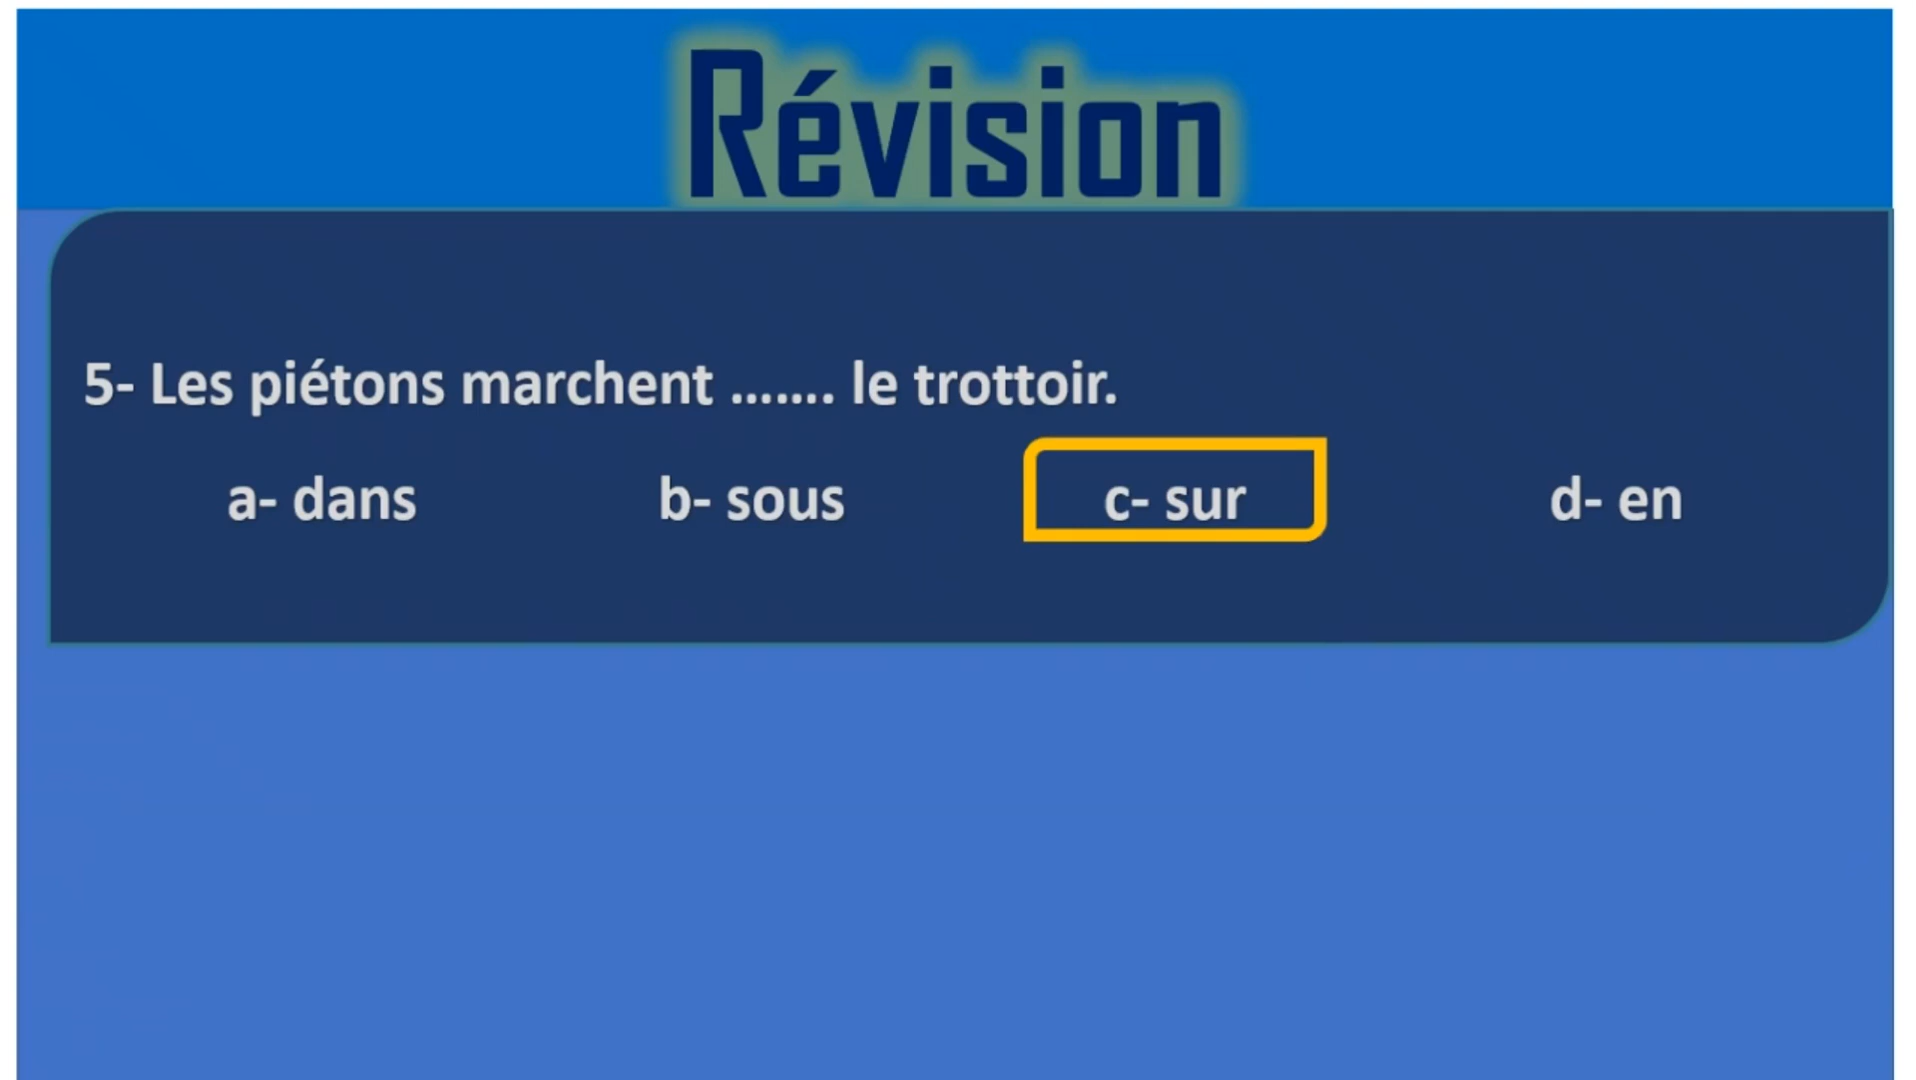 Révision
5- Les piétons marchent ....... le trottoir.
a- dans b- sous c- sur d- en